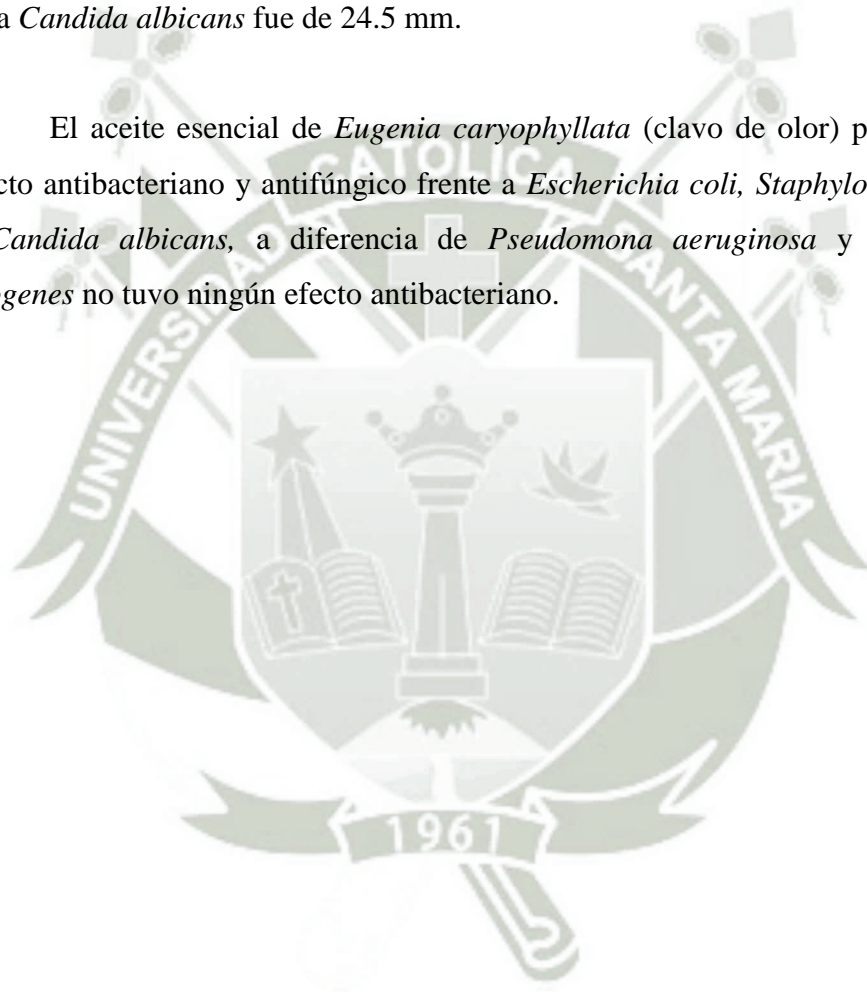 a Candida albicans fue de 24.5 mm.
El aceite esencial de Eugenia caryophyllata (clavo de olor) p
cto antibacteriano y antifúngico frente a Escherichia coli, Staphylo
Candida albicans, a diferencia de Pseudomona aeruginosa y
ogenes no tuvo ningún efecto antibacteriano.
UNIVERSIDAD CATOLICA SANTA MARIA
1961